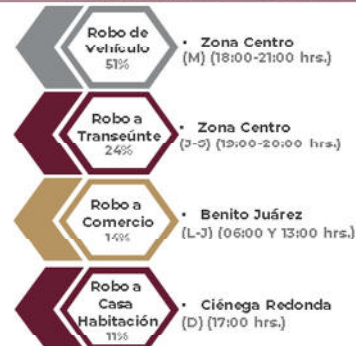 Robo de
Vehículo
51%
• Zona Centro
(M) (18:00-21:00 hrs.)
Robo a
Transeúnte
24%
• Zona Centro
(J-S) (19:00-20:00 hrs.)
Robo a
Comercio
14%
• Benito Juárez
(L-J) (06:00 Y 13:00 hrs.)
Robo a
Casa
Habitación
11%
• Ciénega Redonda
(D) (17:00 hrs.)